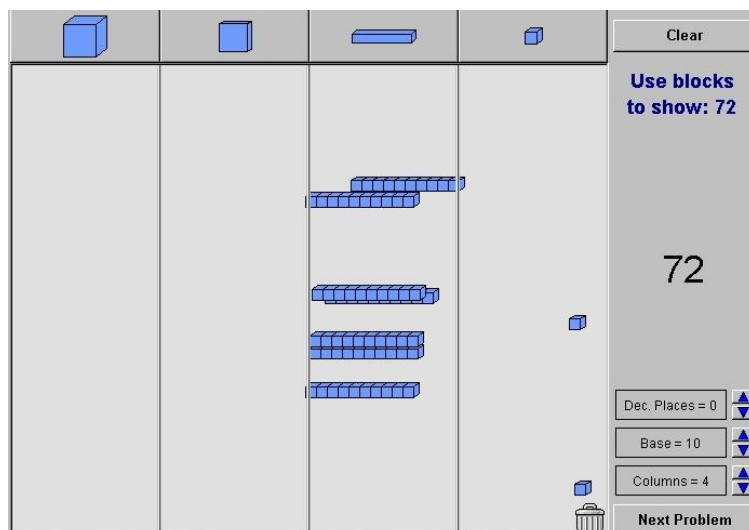 Clear
Use blocks
to show: 72
72
Dec. Places = 0
Base = 10
Columns = 4
Next Problem